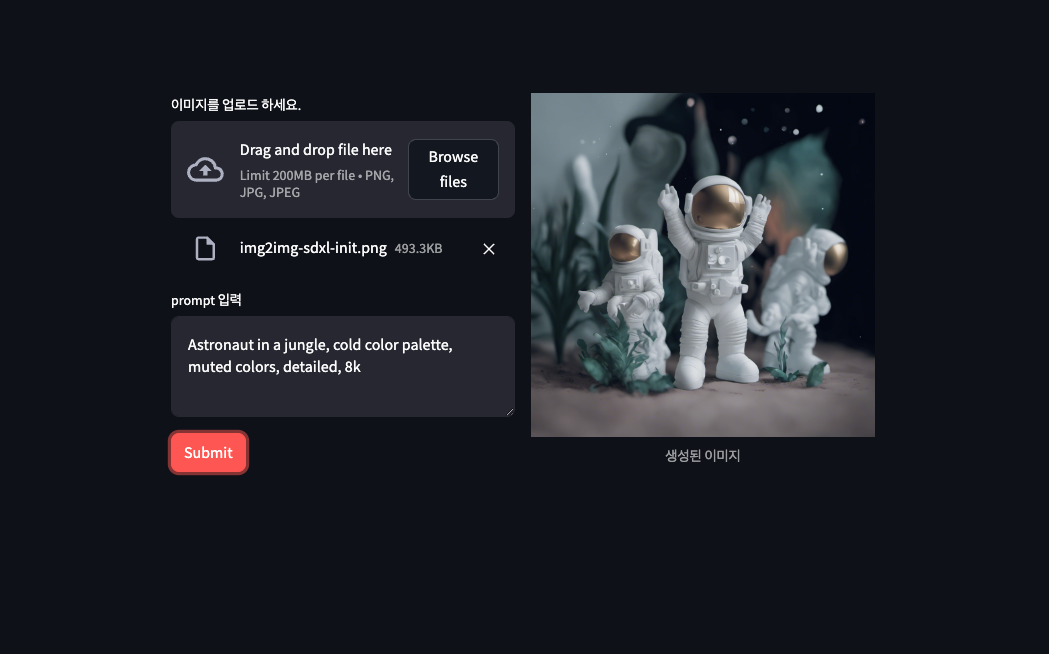 이미지를 업로드 하세요.
Drag and drop file here
Limit 200MB per file • PNG,
JPG, JPEG
Browse
files
img2img-sdxl-init.png 493.3KB
prompt 입력
Astronaut in a jungle, cold color palette,
muted colors, detailed, 8k
Submit
생성된 이미지